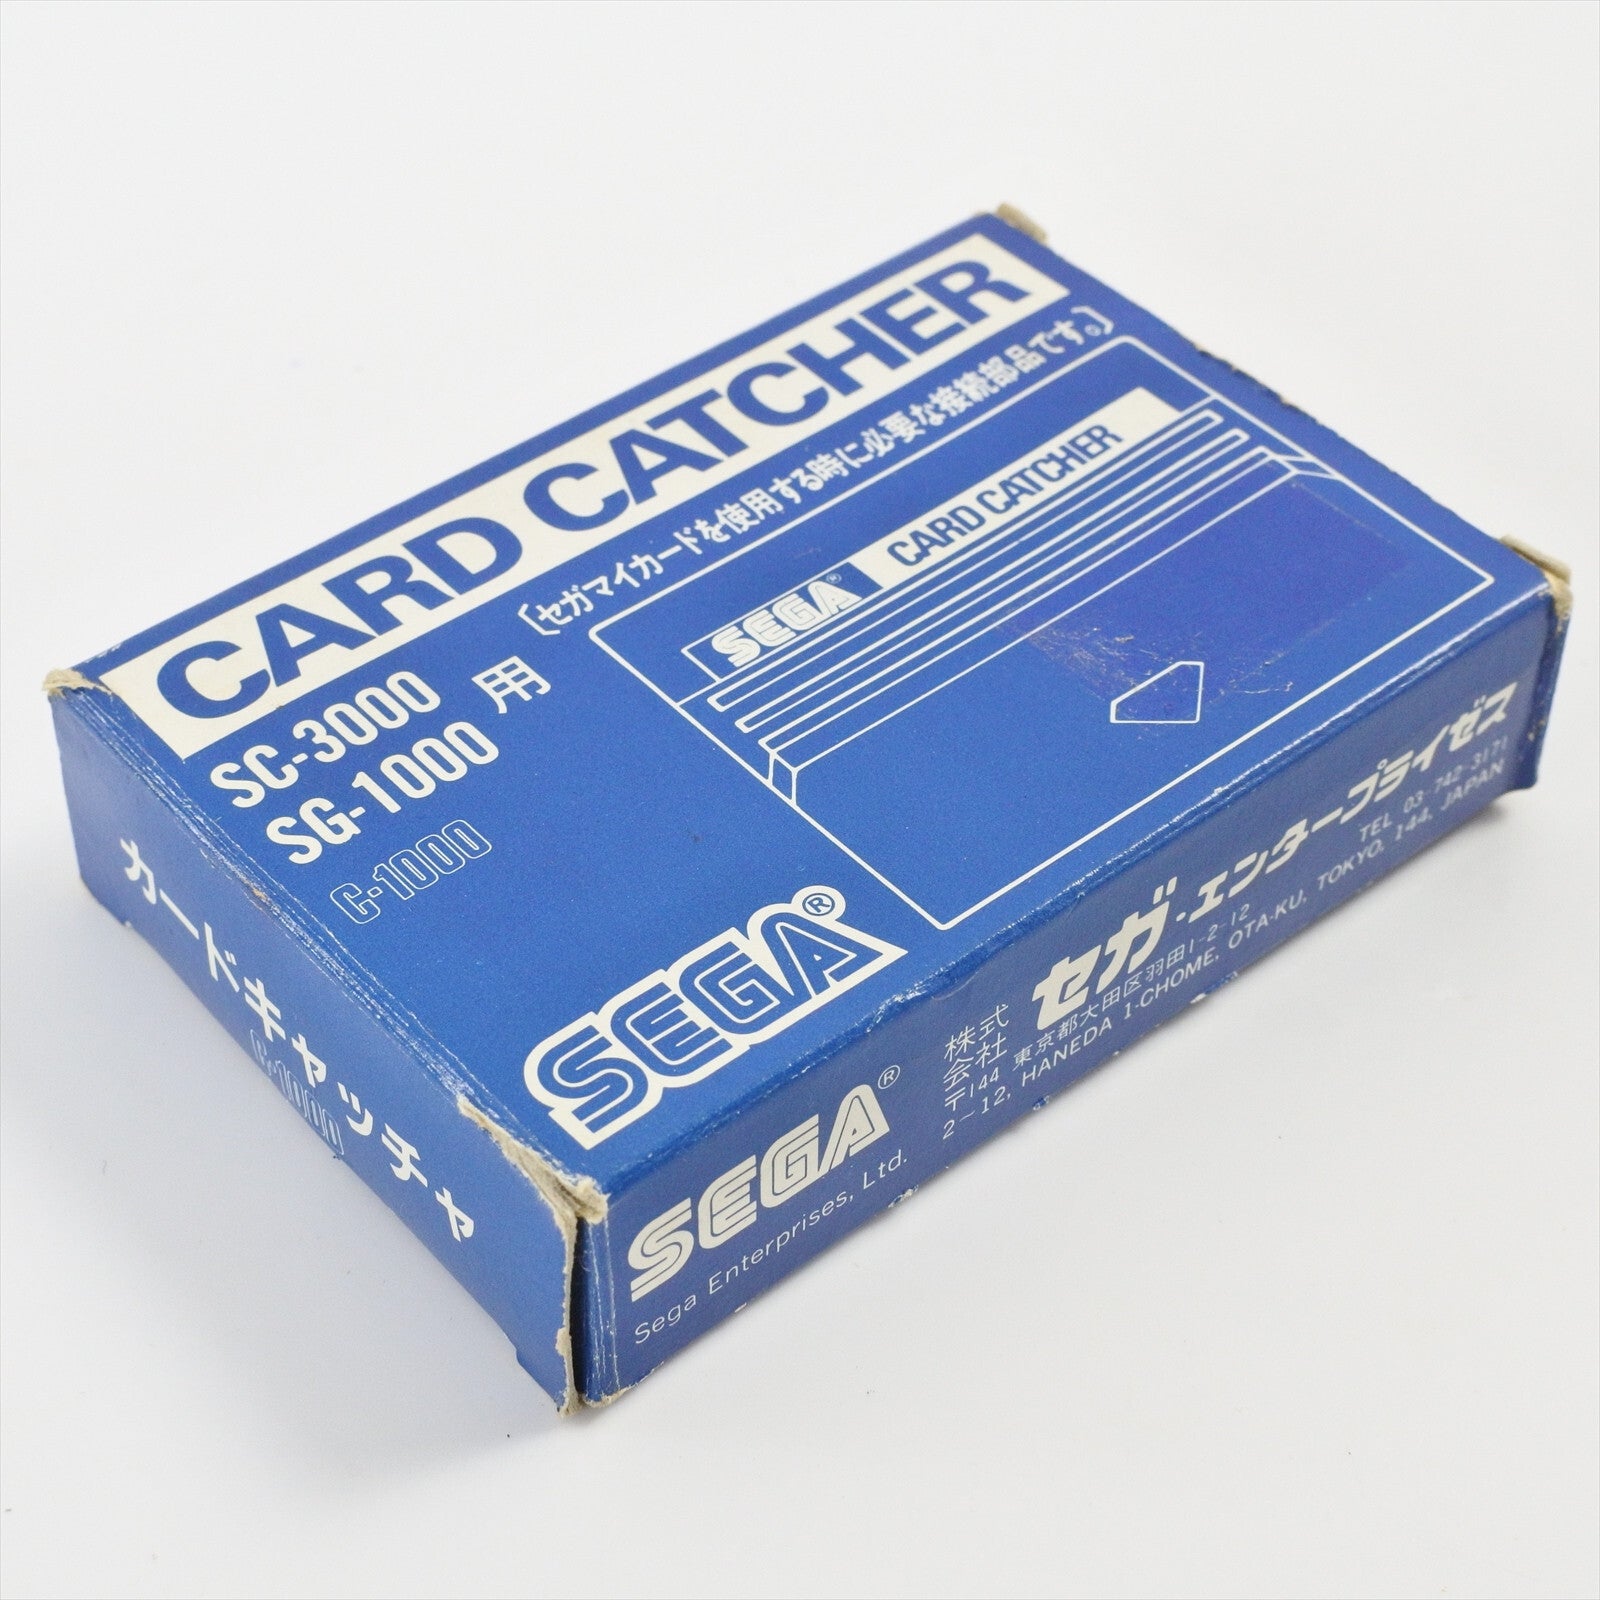 CARD CATCHER
〔セガマイカードを使用する時に必要な接続部品です。〕
SC-3000
SG-1000 用
C-1000
SEGA®
CARD CATCHER
SEGA®
カードキャッチャ
C-1000
SEGA®
Sega Enterprises, Ltd.
株式会社 セガ・エンタープライゼス
〒144 東京都大田区羽田1-2-12
TEL 03-742-3171
2-12, HANEDA 1-CHOME, OTA-KU, TOKYO, 144, JAPAN